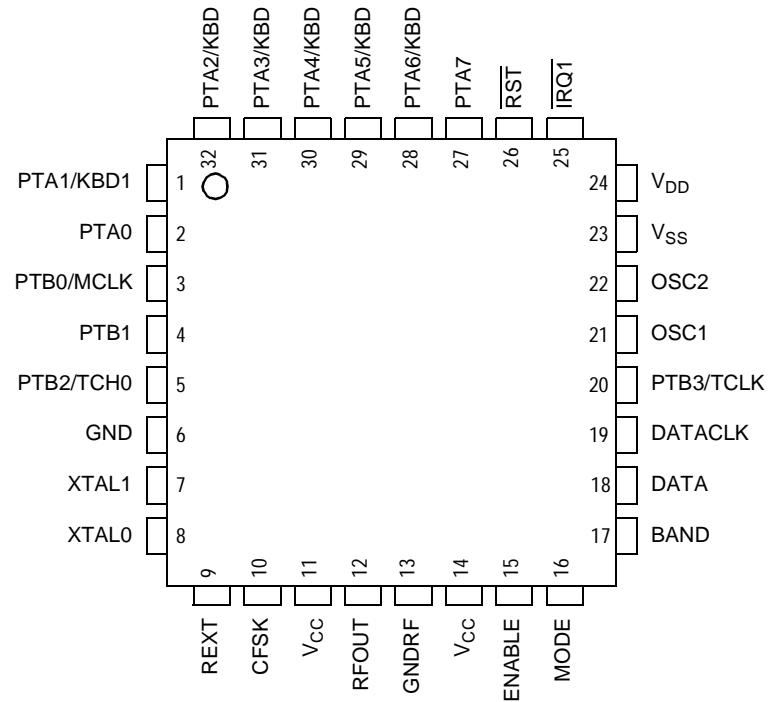 PTA2/KBD
PTA3/KBD
PTA4/KBD
PTA5/KBD
PTA6/KBD
PTA7
RST
IRQ1
32
31
30
29
28
27
26
25
PTA1/KBD1 1
PTA0 2
PTB0/MCLK 3
PTB1 4
PTB2/TCH0 5
GND 6
XTAL1 7
XTAL0 8
24 VDD
23 VSS
22 OSC2
21 OSC1
20 PTB3/TCLK
19 DATACLK
18 DATA
17 BAND
9
10
11
12
13
14
15
16
REXT
CFSK
VCC
RFOUT
GNDRF
VCC
ENABLE
MODE